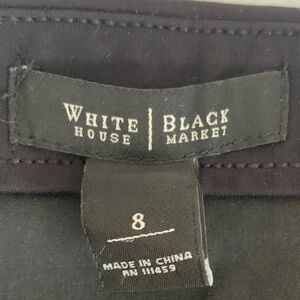 WHITE | BLACK
HOUSE | MARKET
8
MADE IN CHINA
RN 111459